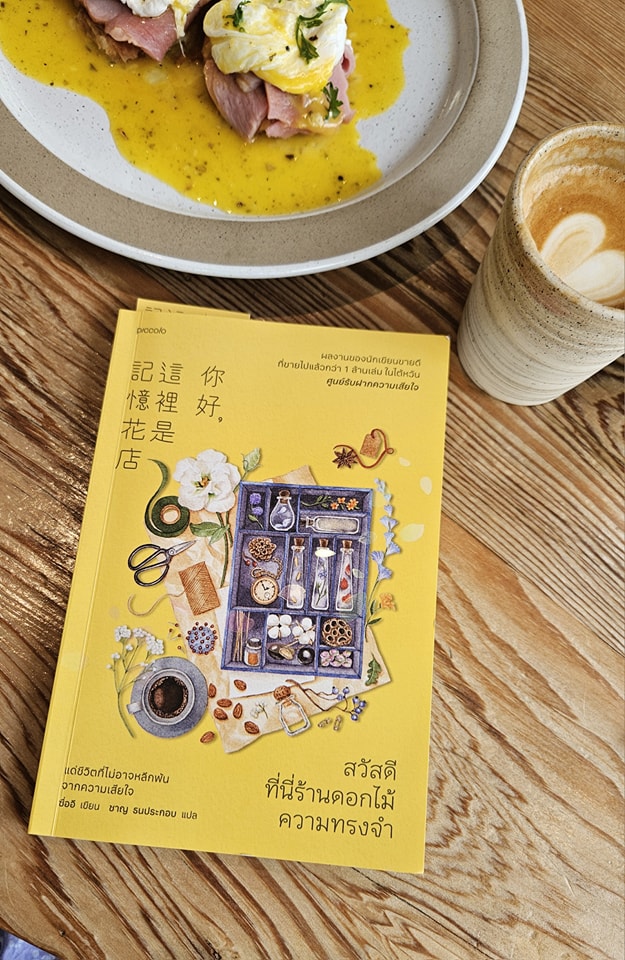 piccolo
你好,
這裡是
記憶花店
ผลงานของนักเขียนขายดี
ที่ขายไปแล้วกว่า 1 ล้านเล่ม ในไต้หวัน
ศูนย์รับฝากความเสียใจ
แด่ชีวิตที่ไม่อาจหลีกพ้น
จากความเสียใจ
ซื่ออี เขียน ชาญ ธนประกอบ แปล
สวัสดี
ที่นี่ร้านดอกไม้
ความทรงจำ